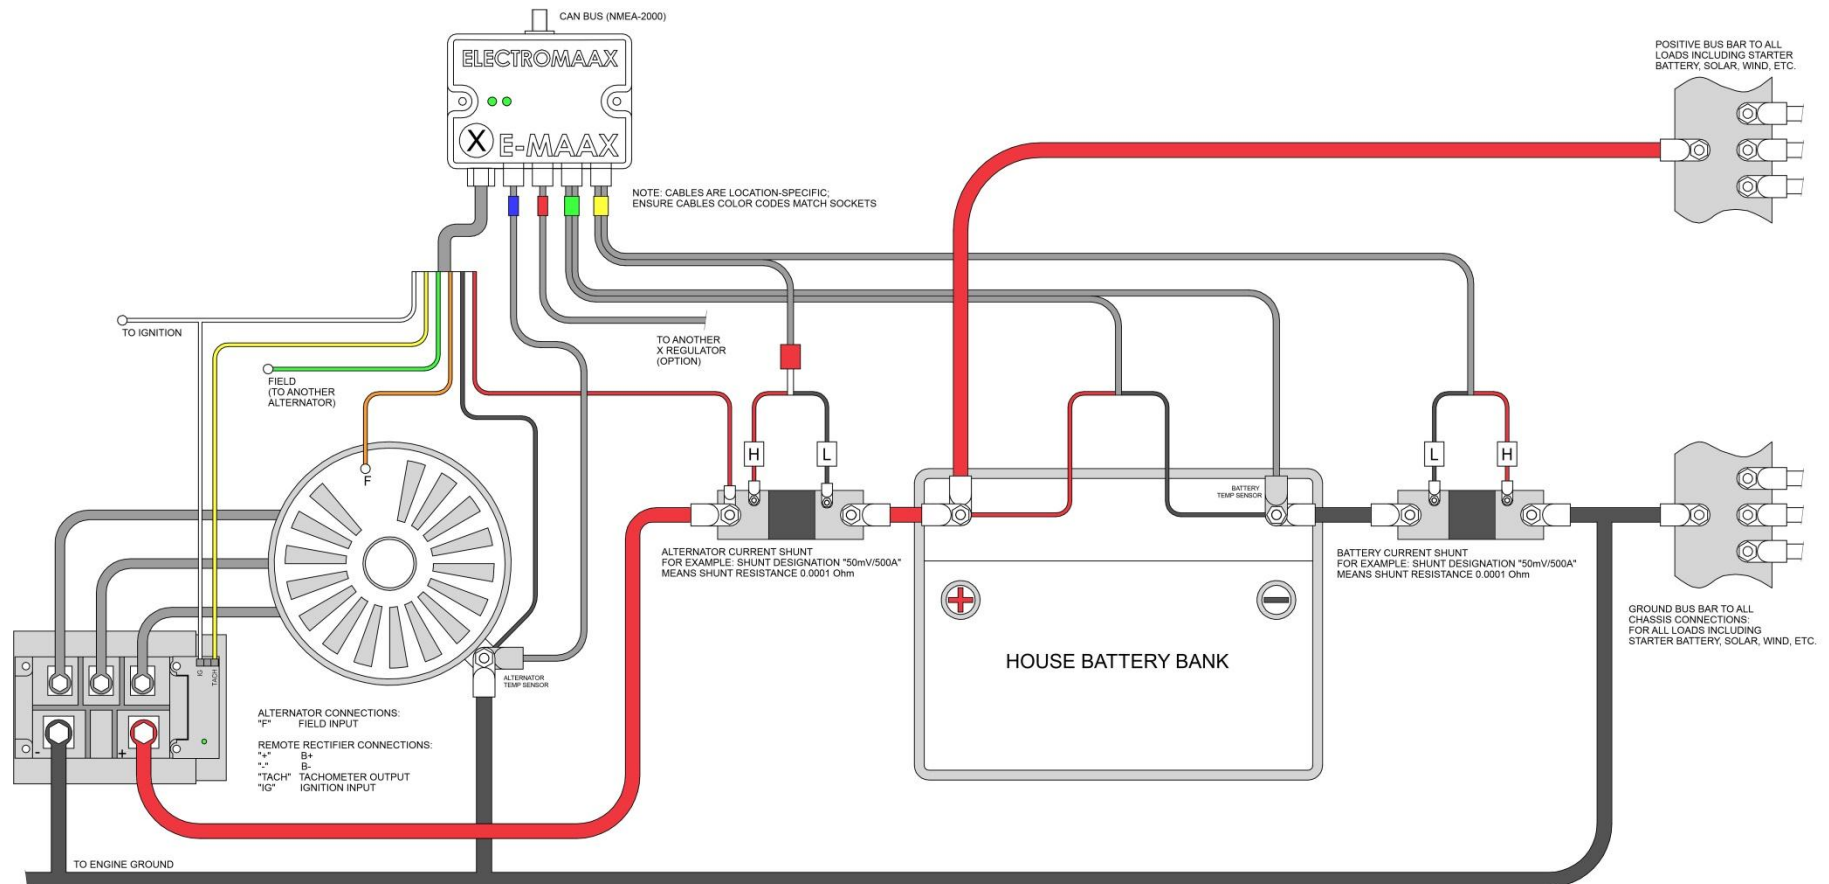 CAN BUS (NMEA-2000)
ELECTROMAAX
X E-MAAX
POSITIVE BUS BAR TO ALL
LOADS INCLUDING STARTER
BATTERY, SOLAR, WIND, ETC.
NOTE: CABLES ARE LOCATION-SPECIFIC;
ENSURE CABLES COLOR CODES MATCH SOCKETS
TO IGNITION
TO ANOTHER
X REGULATOR
(OPTION)
FIELD
(TO ANOTHER
ALTERNATOR)
F
H
L
L
H
BATTERY
TEMP SENSOR
ALTERNATOR CURRENT SHUNT
FOR EXAMPLE: SHUNT DESIGNATION "50mV/500A"
MEANS SHUNT RESISTANCE 0.0001 Ohm
BATTERY CURRENT SHUNT
FOR EXAMPLE: SHUNT DESIGNATION "50mV/500A"
MEANS SHUNT RESISTANCE 0.0001 Ohm
GROUND BUS BAR TO ALL
CHASSIS CONNECTIONS:
FOR ALL LOADS INCLUDING
STARTER BATTERY, SOLAR, WIND, ETC.
HOUSE BATTERY BANK
IG
TACH
ALTERNATOR
TEMP SENSOR
- +
ALTERNATOR CONNECTIONS:
"F" FIELD INPUT
REMOTE RECTIFIER CONNECTIONS:
"+" B+
"-" B-
"TACH" TACHOMETER OUTPUT
"IG" IGNITION INPUT
TO ENGINE GROUND